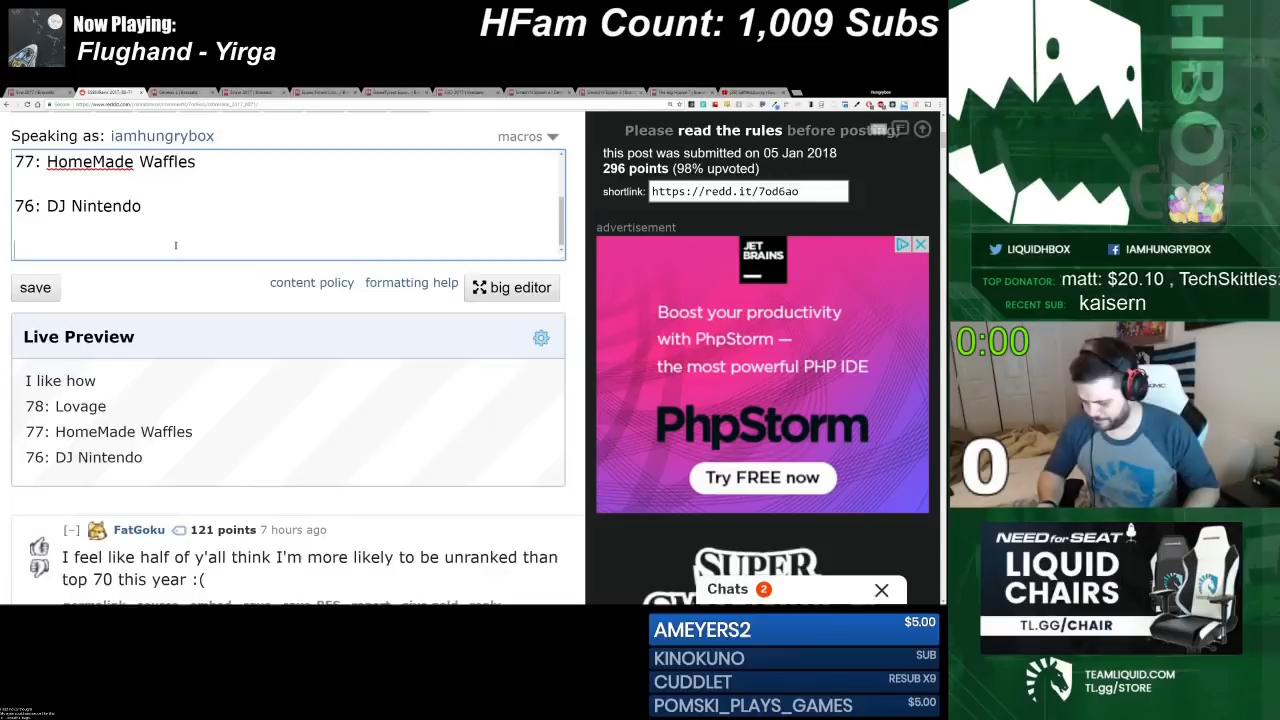 Now Playing:
Flughand - Yirga
HFam Count: 1,009 Subs
HBOX
Speaking as: iamhungrybox
macros
77: HomeMade Waffles
76: DJ Nintendo
save
content policy
formatting help
big editor
Live Preview
I like how
78: Lovage
77: HomeMade Waffles
76: DJ Nintendo
[-] FatGoku 121 points 7 hours ago
I feel like half of y'all think I'm more likely to be unranked than
top 70 this year :(
Please read the rules before posting
this post was submitted on 05 Jan 2018
296 points (98% upvoted)
shortlink: https://redd.it/7od6ao
advertisement
JET
BRAINS
Boost your productivity
with PhpStorm —
the most powerful PHP IDE
PhpStorm
Try FREE now
SUPER
Chats 2
LIQUIDHBOX
IAMHUNGRYBOX
TOP DONATOR: matt: $20.10 , TechSkittles:
RECENT SUB: kaisern
0:00
0
NEED for SEAT
LIQUID
CHAIRS
TL.GG/CHAIR
TEAMLIQUID.COM
TL.gg/STORE
AMEYERS2 $5.00
KINOKUNO SUB
CUDDLET RESUB X9
POMSKI_PLAYS_GAMES $5.00